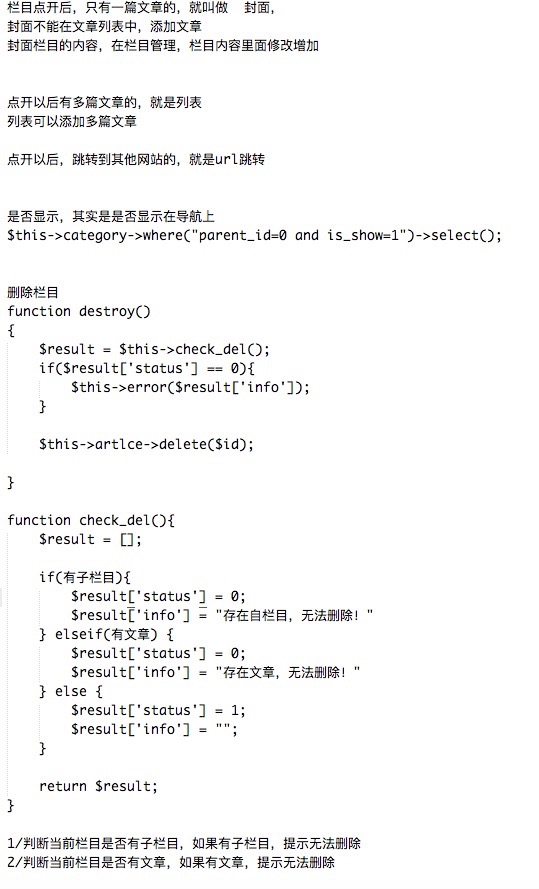 栏目点开后，只有一篇文章的，就叫做  封面，
封面不能在文章列表中，添加文章
封面栏目的内容，在栏目管理，栏目内容里面修改增加
点开以后有多篇文章的，就是列表
列表可以添加多篇文章
点开以后，跳转到其他网站的，就是url跳转
是否显示，其实是是否显示在导航上
$this->category->where("parent_id=0 and is_show=1")->select();
删除栏目
function destroy()
{
    $result = $this->check_del();
    if($result['status'] == 0){
        $this->error($result['info']);
    }
    $this->artlce->delete($id);
}
function check_del(){
    $result = [];
    if(有子栏目){
        $result['status'] = 0;
        $result['info'] = "存在自栏目，无法删除！"
    } elseif(有文章) {
        $result['status'] = 0;
        $result['info'] = "存在文章，无法删除！"
    } else {
        $result['status'] = 1;
        $result['info'] = "";
    }
    return $result;
}
1/判断当前栏目是否有子栏目，如果有子栏目，提示无法删除
2/判断当前栏目是否有文章，如果有文章，提示无法删除